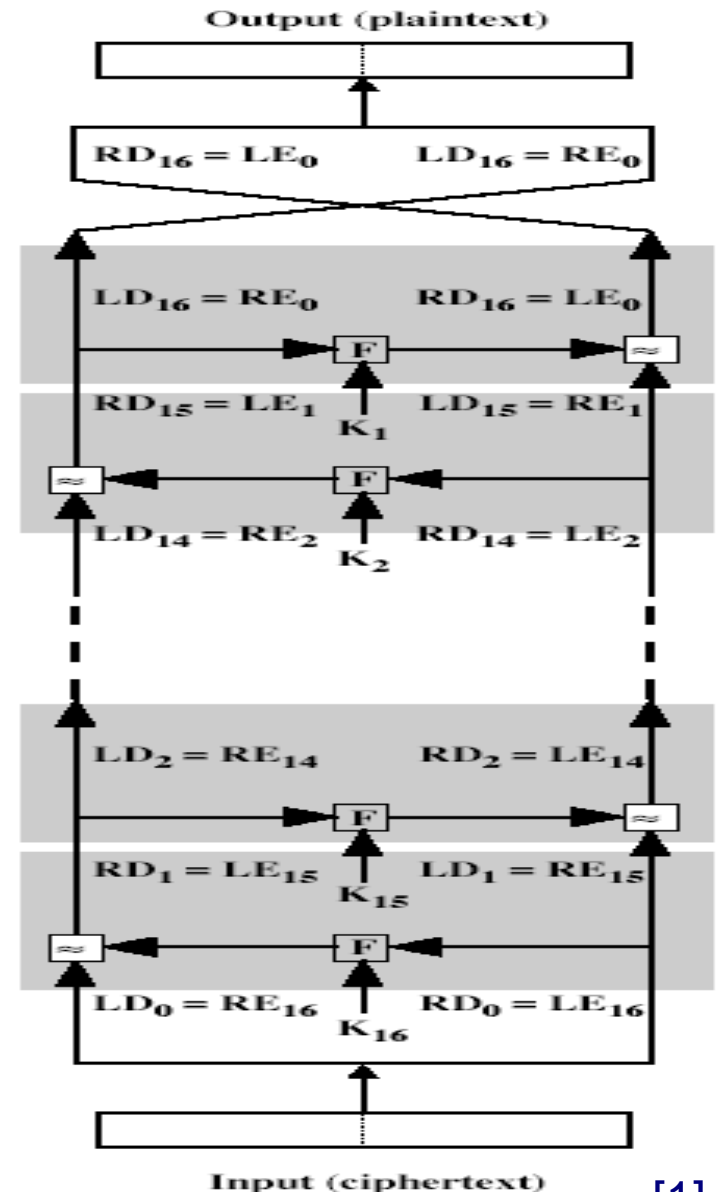 Output (plaintext)
RD₁₆ = LE₀ LD₁₆ = RE₀
LD₁₆ = RE₀ RD₁₆ = LE₀
F ≈
RD₁₅ = LE₁ LD₁₅ = RE₁
K₁
≈ F
LD₁₄ = RE₂ RD₁₄ = LE₂
K₂
LD₂ = RE₁₄ RD₂ = LE₁₄
F ≈
RD₁ = LE₁₅ LD₁ = RE₁₅
K₁₅
≈ F
LD₀ = RE₁₆ RD₀ = LE₁₆
K₁₆
Input (ciphertext)
[1]